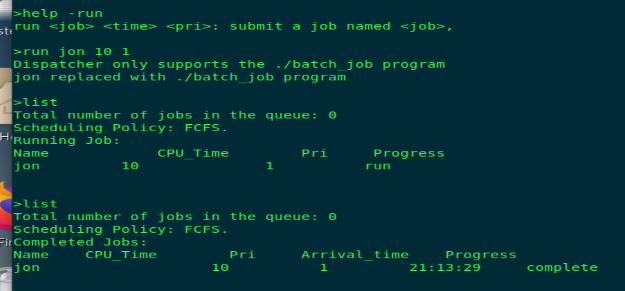 >help -run
run <job> <time> <pri>: submit a job named <job>,
>run jon 10 1
Dispatcher only supports the ./batch_job program
jon replaced with ./batch_job program
>list
Total number of jobs in the queue: 0
Scheduling Policy: FCFS.
Running Job:
Name CPU_Time Pri Progress
jon 10 1 run
>list
Total number of jobs in the queue: 0
Scheduling Policy: FCFS.
Completed Jobs:
Name CPU_Time Pri Arrival_time Progress
jon 10 1 21:13:29 complete